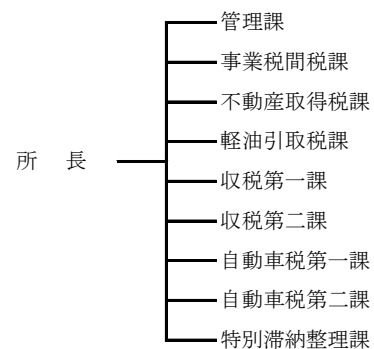 所　長
管理課
事業税間税課
不動産取得税課
軽油引取税課
収税第一課
収税第二課
自動車税第一課
自動車税第二課
特別滞納整理課